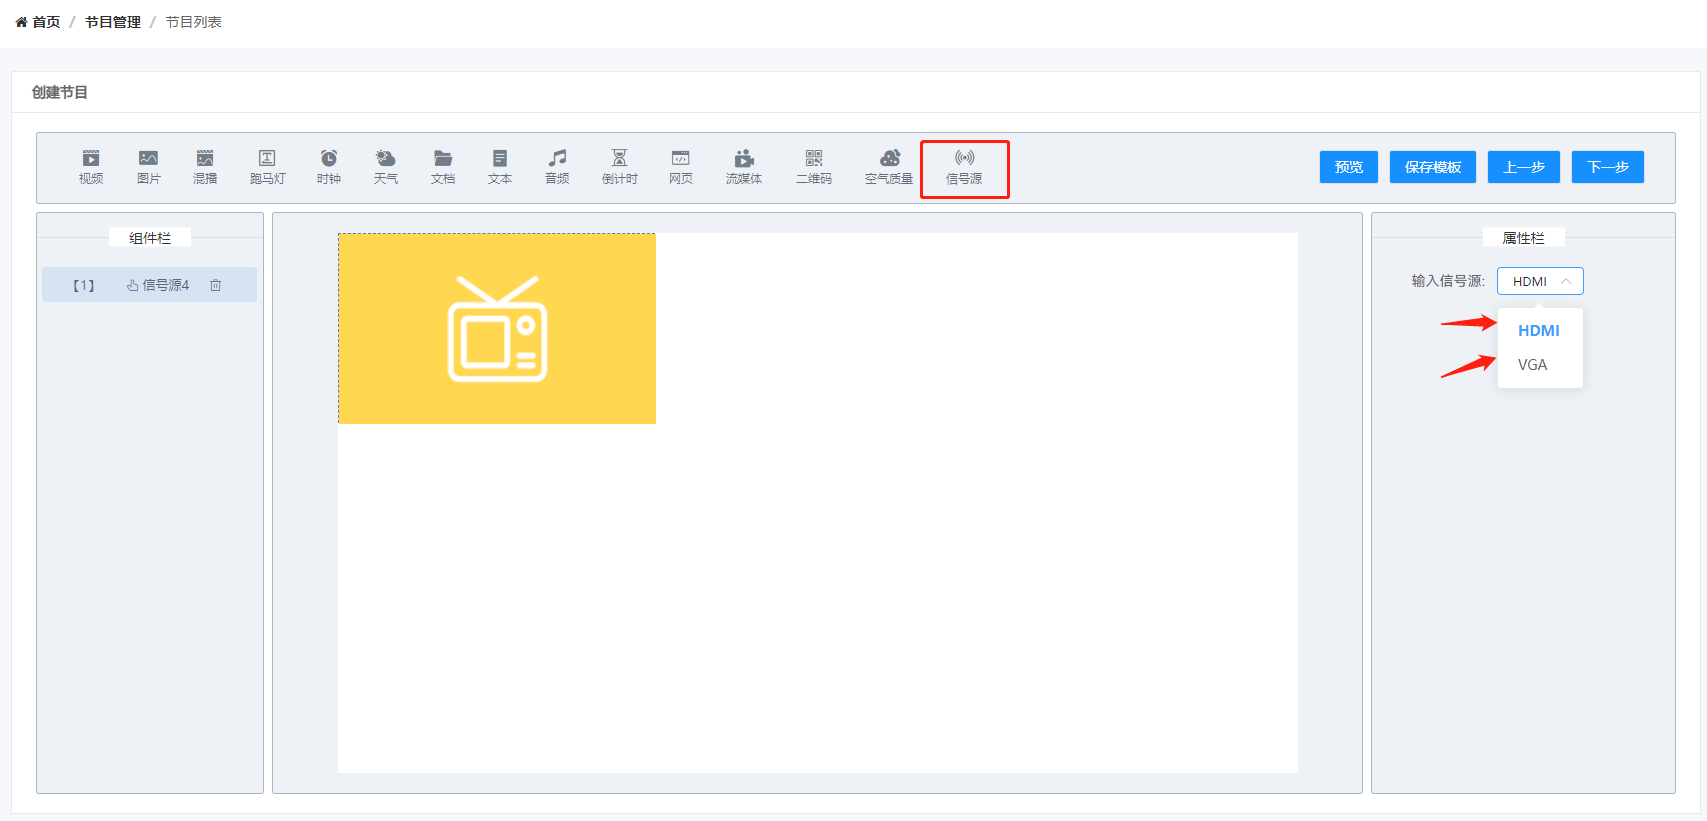 首页 / 节目管理 / 节目列表
创建节目
视频 图片 混播 跑马灯 时钟 天气 文档 文本 音频 倒计时 网页 流媒体 二维码 空气质量 信号源 预览 保存模板 上一步 下一步
组件栏
【1】 信号源4
属性栏
输入信号源: HDMI
HDMI
VGA